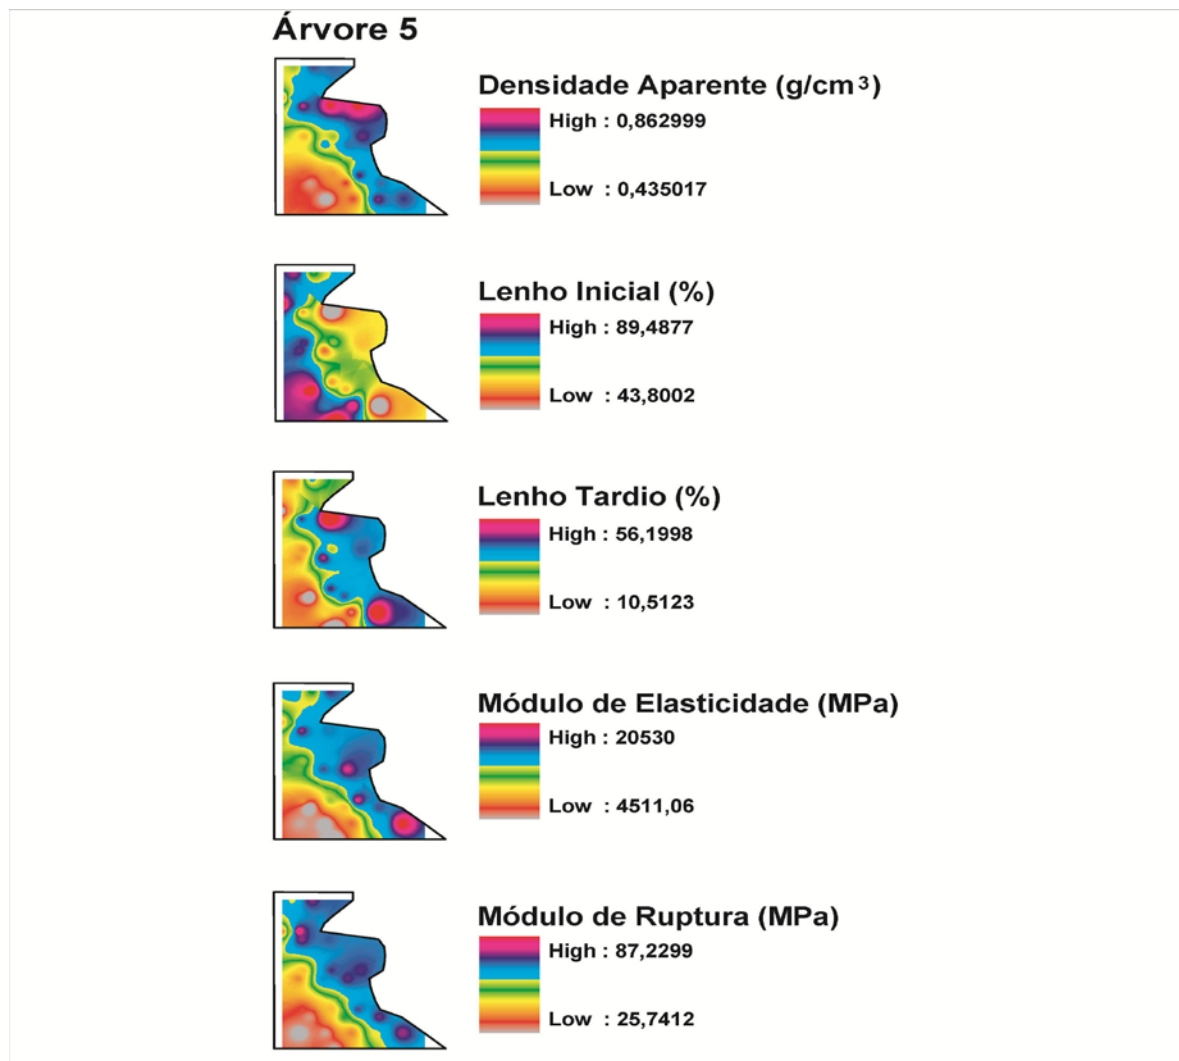 Árvore 5
Densidade Aparente (g/cm³)
High : 0,862999
Low : 0,435017
Lenho Inicial (%)
High : 89,4877
Low : 43,8002
Lenho Tardio (%)
High : 56,1998
Low : 10,5123
Módulo de Elasticidade (MPa)
High : 20530
Low : 4511,06
Módulo de Ruptura (MPa)
High : 87,2299
Low : 25,7412